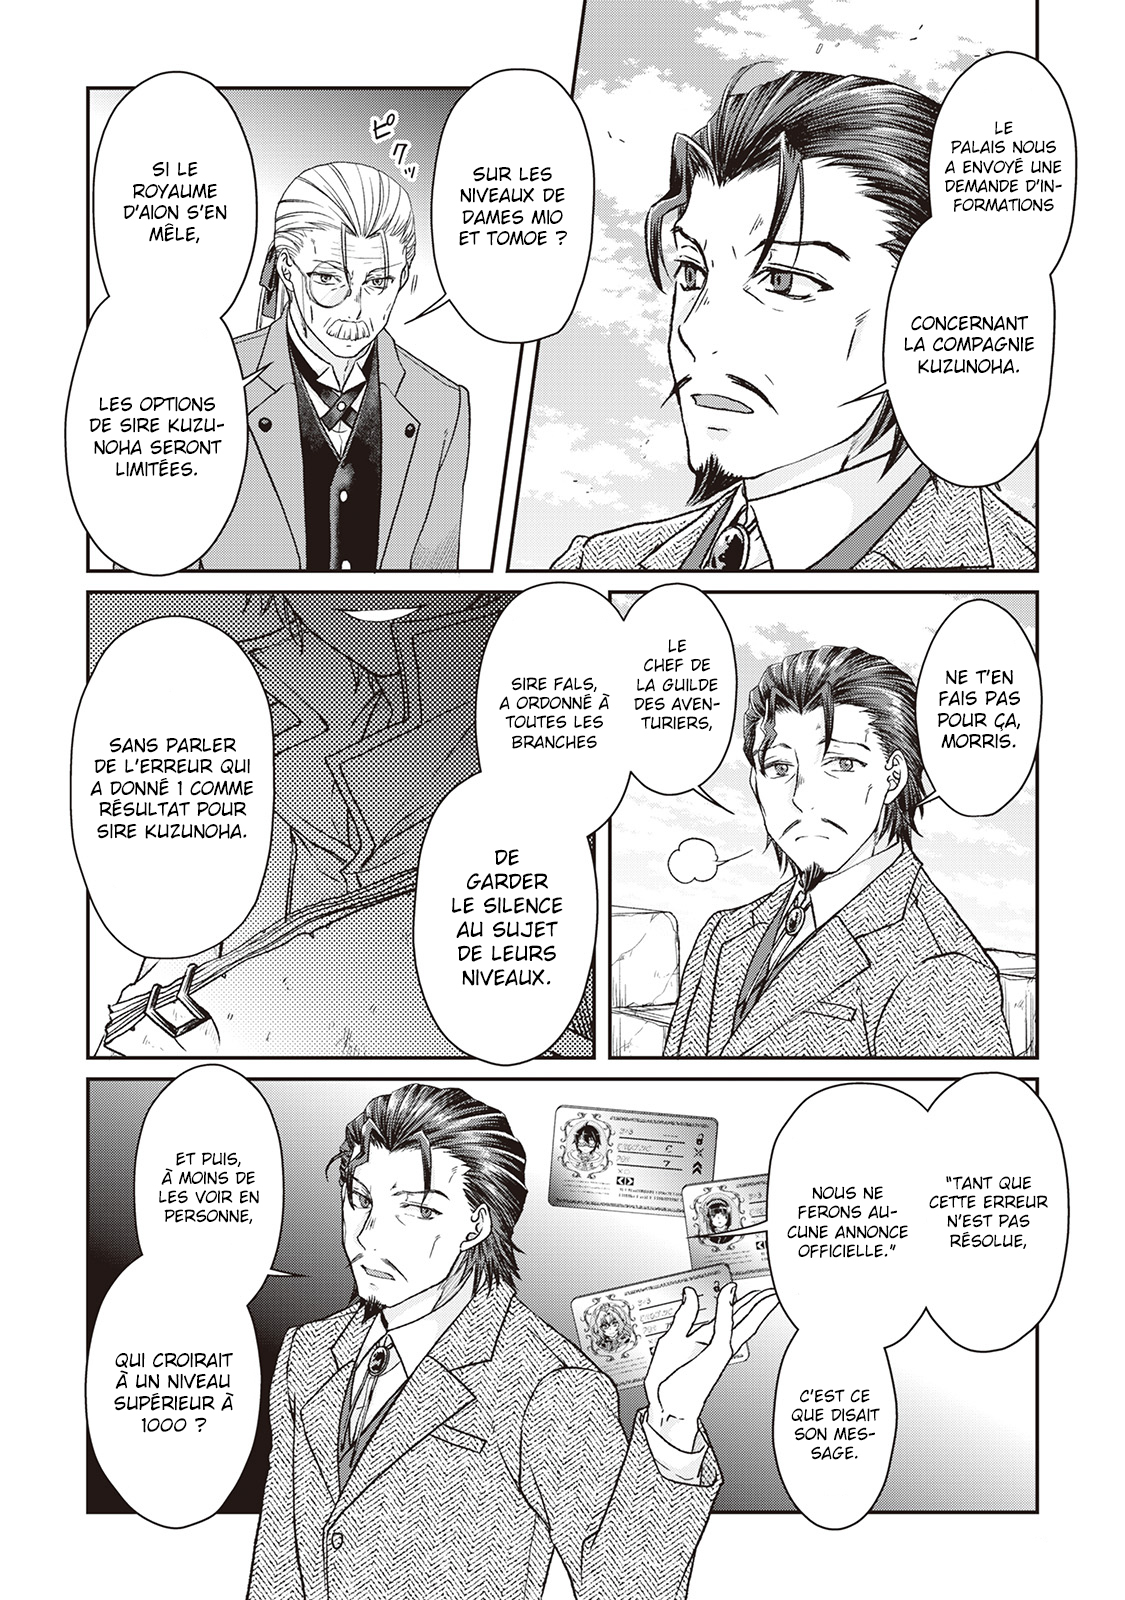 LE
PALAIS NOUS
A ENVOYÉ UNE
DEMANDE D'IN-
FORMATIONS
CONCERNANT
LA COMPAGNIE
KUZUNOHA.
SUR LES
NIVEAUX DE
DAMES MIO
ET TOMOE ?
ピクッ
SI LE
ROYAUME
D'AION S'EN
MÊLE,
LES OPTIONS
DE SIRE KUZU-
NOHA SERONT
LIMITÉES.
NE T'EN
FAIS PAS
POUR ÇA,
MORRIS.
LE
CHEF DE
LA GUILDE
DES AVEN-
TURIERS,
SIRE FALS,
A ORDONNÉ À
TOUTES LES
BRANCHES
DE
GARDER
LE SILENCE
AU SUJET
DE LEURS
NIVEAUX.
SANS PARLER
DE L'ERREUR QUI
A DONNÉ 1 COMME
RÉSULTAT POUR
SIRE KUZUNOHA.
"TANT QUE
CETTE ERREUR
N'EST PAS
RÉSOLUE,
NOUS NE
FERONS AU-
CUNE ANNONCE
OFFICIELLE."
C'EST CE
QUE DISAIT
SON MES-
SAGE.
ET PUIS,
À MOINS DE
LES VOIR EN
PERSONNE,
QUI CROIRAIT
À UN NIVEAU
SUPÉRIEUR À
1000 ?